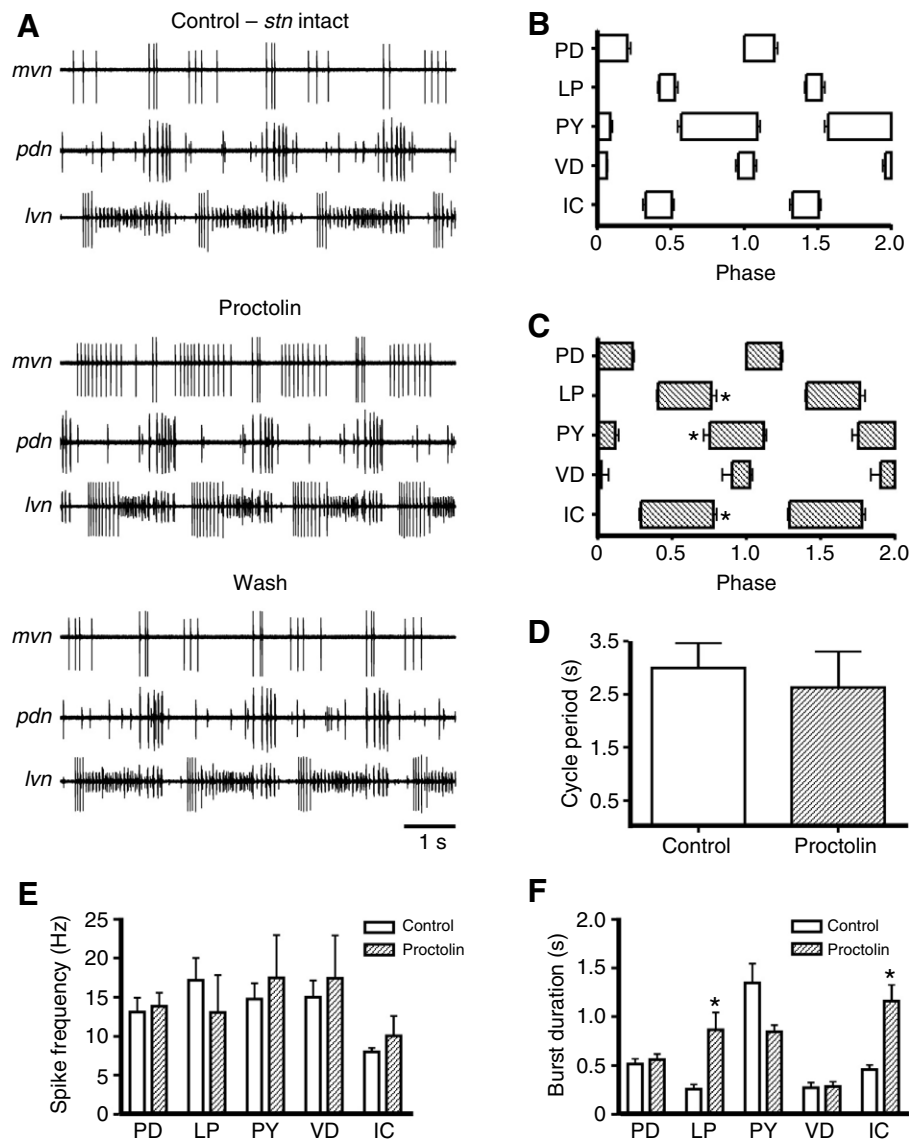 A
Control – stn intact
mvn
pdn
lvn
Proctolin
mvn
pdn
lvn
Wash
mvn
pdn
lvn
1 s
B
PD
LP
PY
VD
IC
0 0.5 1.0 1.5 2.0
Phase
C
PD
LP *
PY *
VD
IC *
0 0.5 1.0 1.5 2.0
Phase
D
Cycle period (s)
3.5
2.5
1.5
0.5
Control Proctolin
E
Spike frequency (Hz)
25
20
15
10
5
0
Control
Proctolin
PD LP PY VD IC
F
Burst duration (s)
2.0
1.5
1.0
0.5
0
Control
Proctolin
* *
PD LP PY VD IC